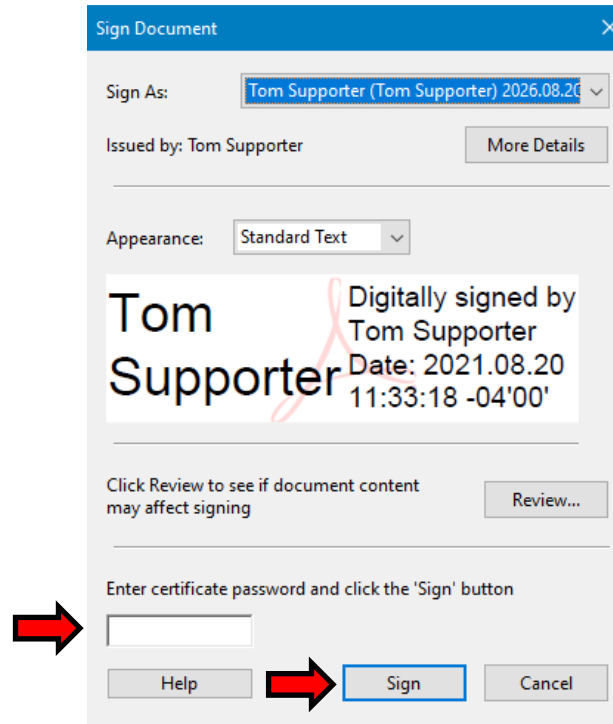 Sign Document
Sign As: Tom Supporter (Tom Supporter) 2026.08.20
Issued by: Tom Supporter More Details
Appearance: Standard Text
Tom
Supporter
Digitally signed by
Tom Supporter
Date: 2021.08.20
11:33:18 -04'00'
Click Review to see if document content
may affect signing
Review...
Enter certificate password and click the 'Sign' button
Help Sign Cancel